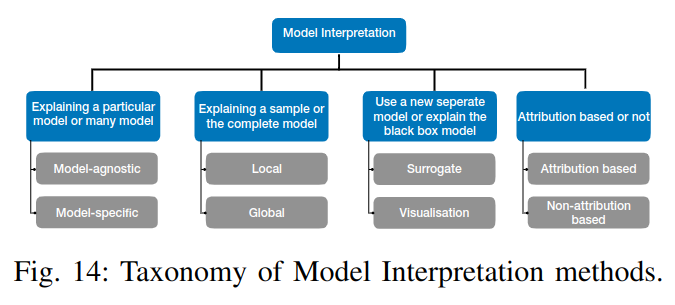 Model Interpretation
Explaining a particular
model or many model
Explaining a sample or
the complete model
Use a new seperate
model or explain the
black box model
Attribution based or not
Model-agnostic
Local
Surrogate
Attribution based
Model-specific
Global
Visualisation
Non-attribution
based
Fig. 14: Taxonomy of Model Interpretation methods.